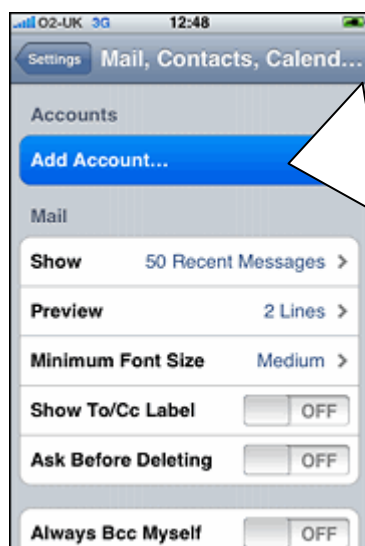 O2-UK 3G 12:48
Settings Mail, Contacts, Calend...
Accounts
Add Account...
Mail
Show 50 Recent Messages >
Preview 2 Lines >
Minimum Font Size Medium >
Show To/Cc Label OFF
Ask Before Deleting OFF
Always Bcc Myself OFF